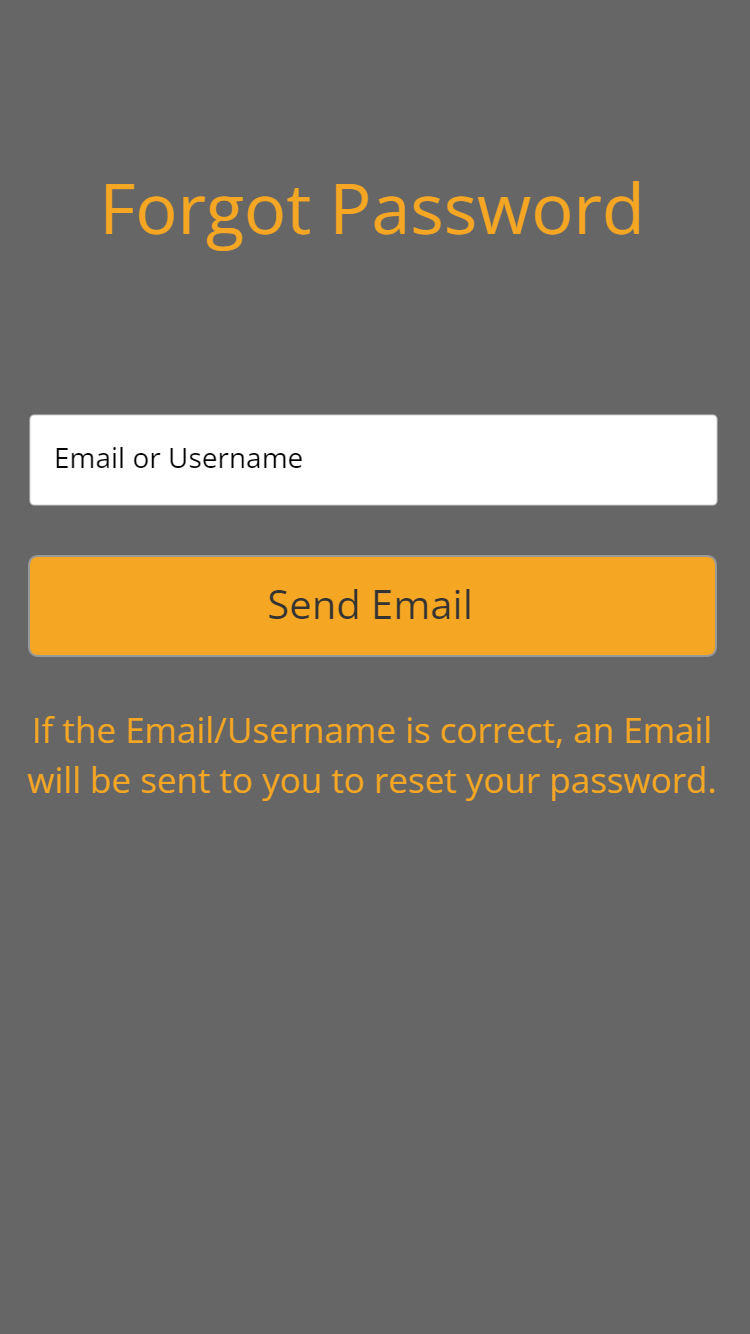 Forgot Password
Email or Username
Send Email
If the Email/Username is correct, an Email
will be sent to you to reset your password.